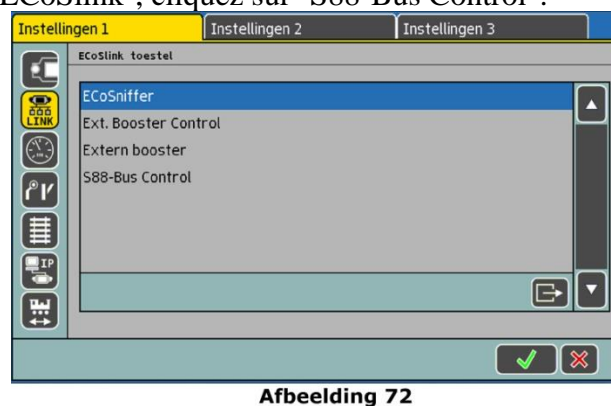 ECoSlink”, cliquez sur “S88-Bus Control”.
Instellingen 1
Instellingen 2
Instellingen 3
ECoSlink toestel
ECoSniffer
Ext. Booster Control
Extern booster
S88-Bus Control
LINK
IP
Afbeelding 72